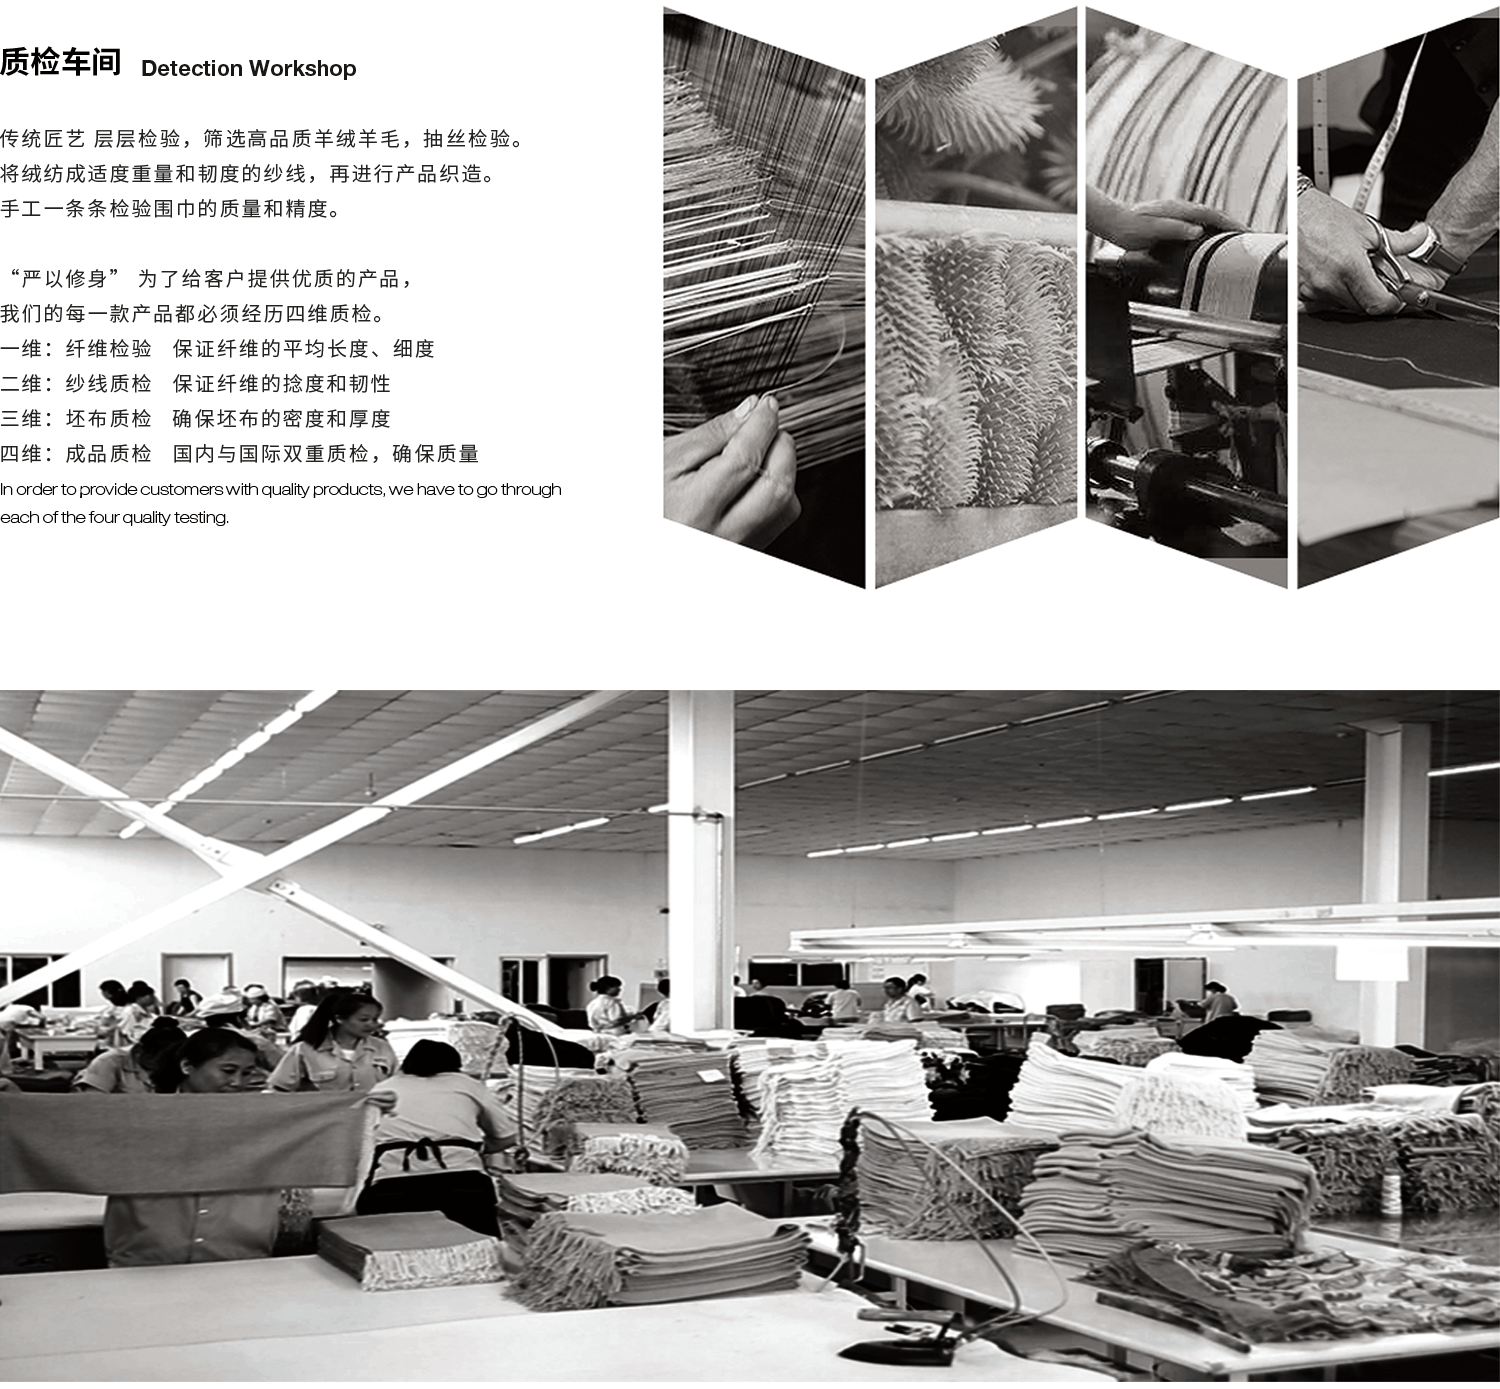 质检车间 Detection Workshop
传统匠艺 层层检验，筛选高品质羊绒羊毛，抽丝检验。
将绒纺成适度重量和韧度的纱线，再进行产品织造。
手工一条条检验围巾的质量和精度。
“严以修身” 为了给客户提供优质的产品，
我们的每一款产品都必须经历四维质检。
一维：纤维检验 保证纤维的平均长度、细度
二维：纱线质检 保证纤维的捻度和韧性
三维：坯布质检 确保坯布的密度和厚度
四维：成品质检 国内与国际双重质检，确保质量
In order to provide customers with quality products, we have to go through
each of the four quality testing.